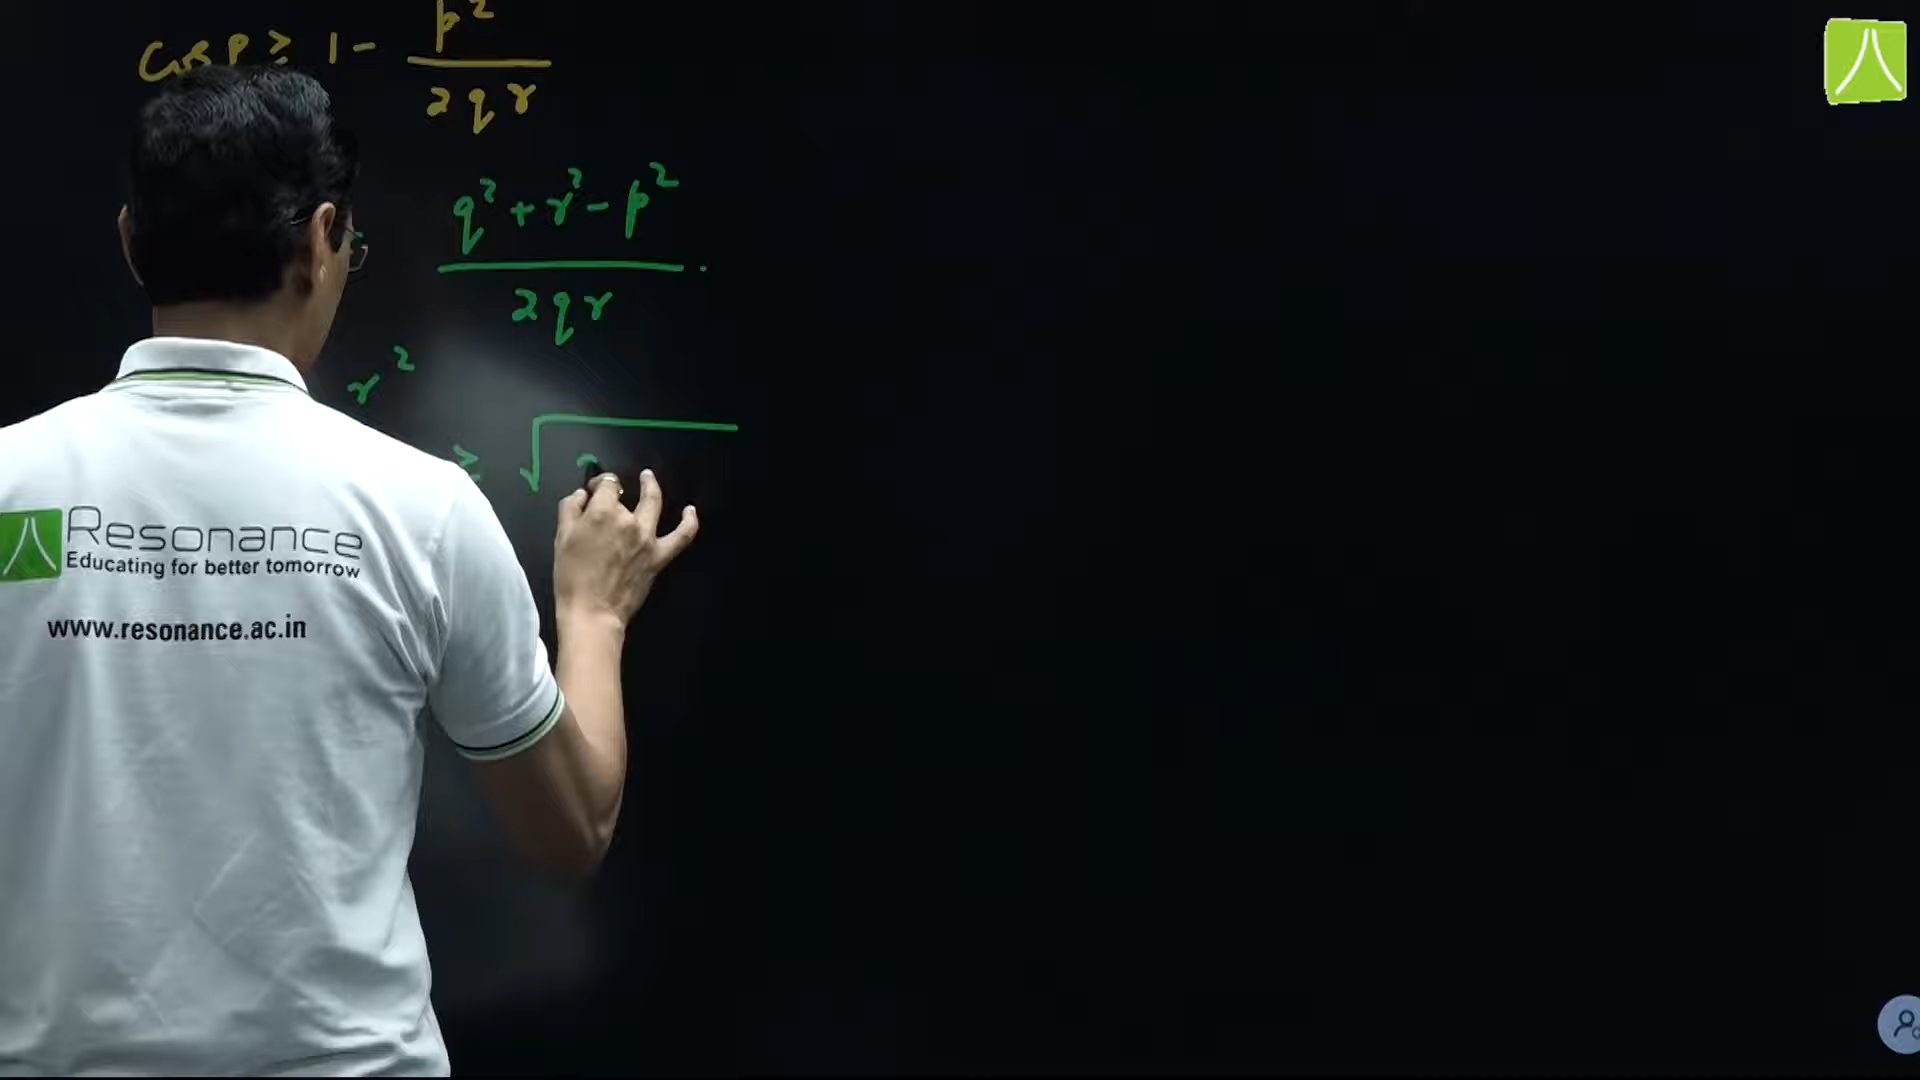 cos P ≥ 1 - p²/2qr
q² + r² - p²
2qr
r²
≥ √
Resonance
Educating for better tomorrow
www.resonance.ac.in